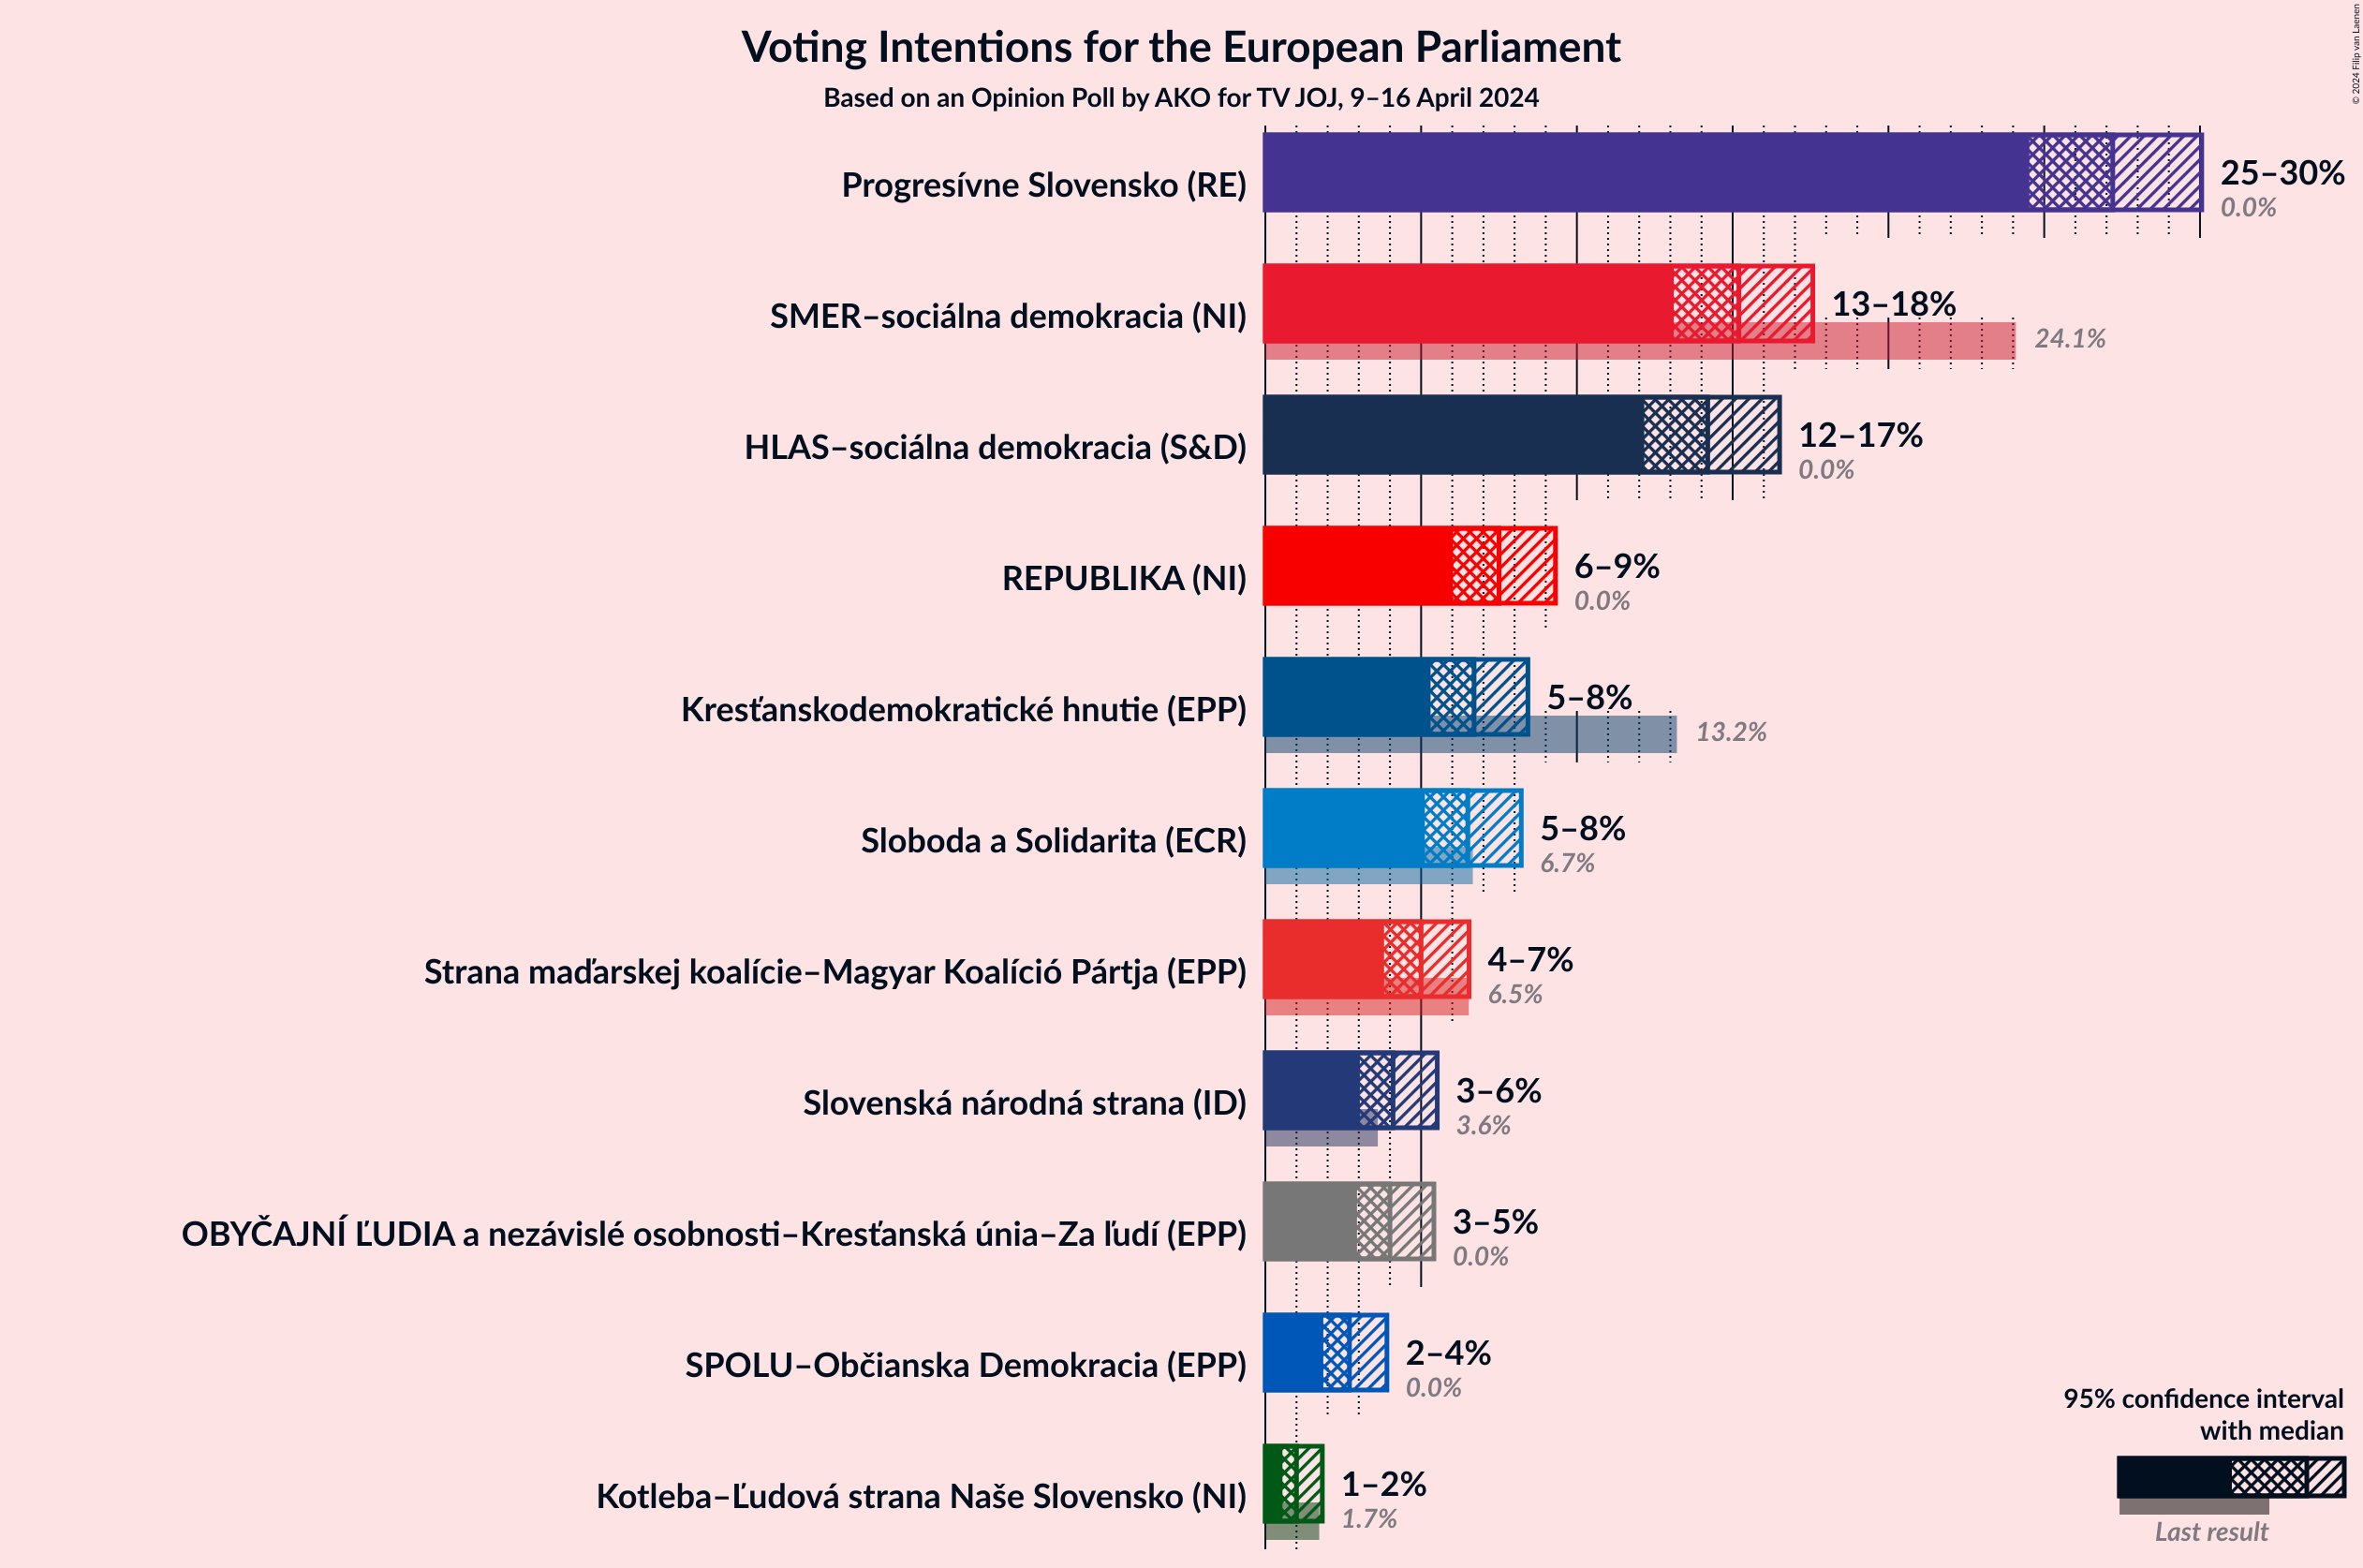 Voting Intentions for the European Parliament
Based on an Opinion Poll by AKO for TV JOJ, 9–16 April 2024
© 2024 Filip van Laenen
Progresívne Slovensko (RE)
25–30%
0.0%
SMER–sociálna demokracia (NI)
13–18%
24.1%
HLAS–sociálna demokracia (S&D)
12–17%
0.0%
REPUBLIKA (NI)
6–9%
0.0%
Kresťanskodemokratické hnutie (EPP)
5–8%
13.2%
Sloboda a Solidarita (ECR)
5–8%
6.7%
Strana maďarskej koalície–Magyar Koalíció Pártja (EPP)
4–7%
6.5%
Slovenská národná strana (ID)
3–6%
3.6%
OBYČAJNÍ ĽUDIA a nezávislé osobnosti–Kresťanská únia–Za ľudí (EPP)
3–5%
0.0%
SPOLU–Občianska Demokracia (EPP)
2–4%
0.0%
Kotleba–Ľudová strana Naše Slovensko (NI)
1–2%
1.7%
95% confidence interval
with median
Last result